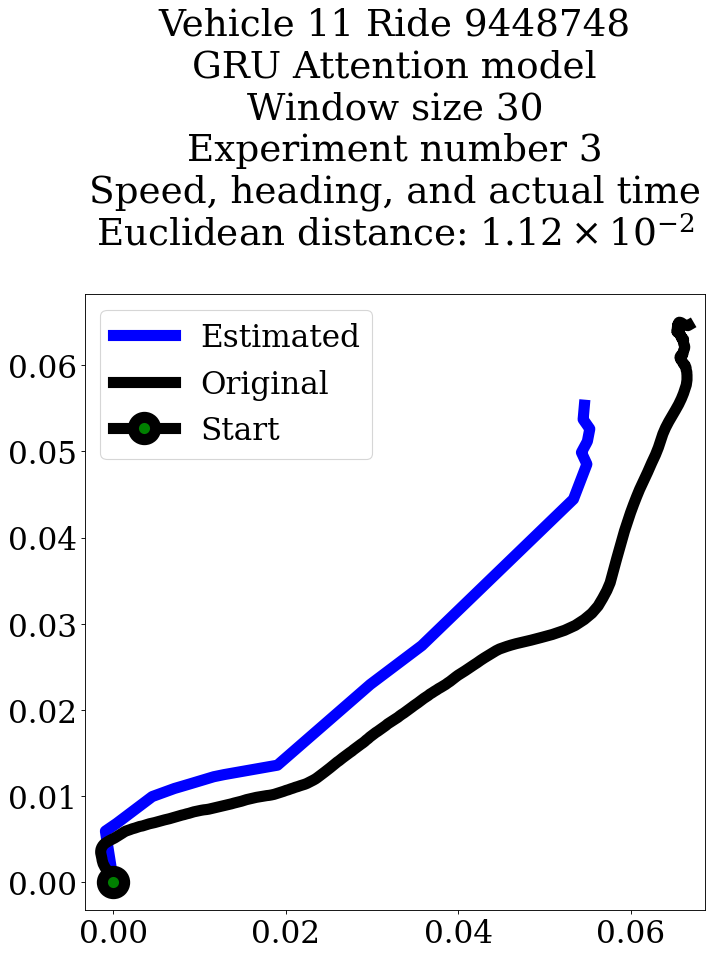 Vehicle 11 Ride 9448748
GRU Attention model
Window size 30
Experiment number 3
Speed, heading, and actual time
Euclidean distance: 1.12 × 10⁻²
Estimated
Original
Start
0.06
0.05
0.04
0.03
0.02
0.01
0.00
0.00 0.02 0.04 0.06